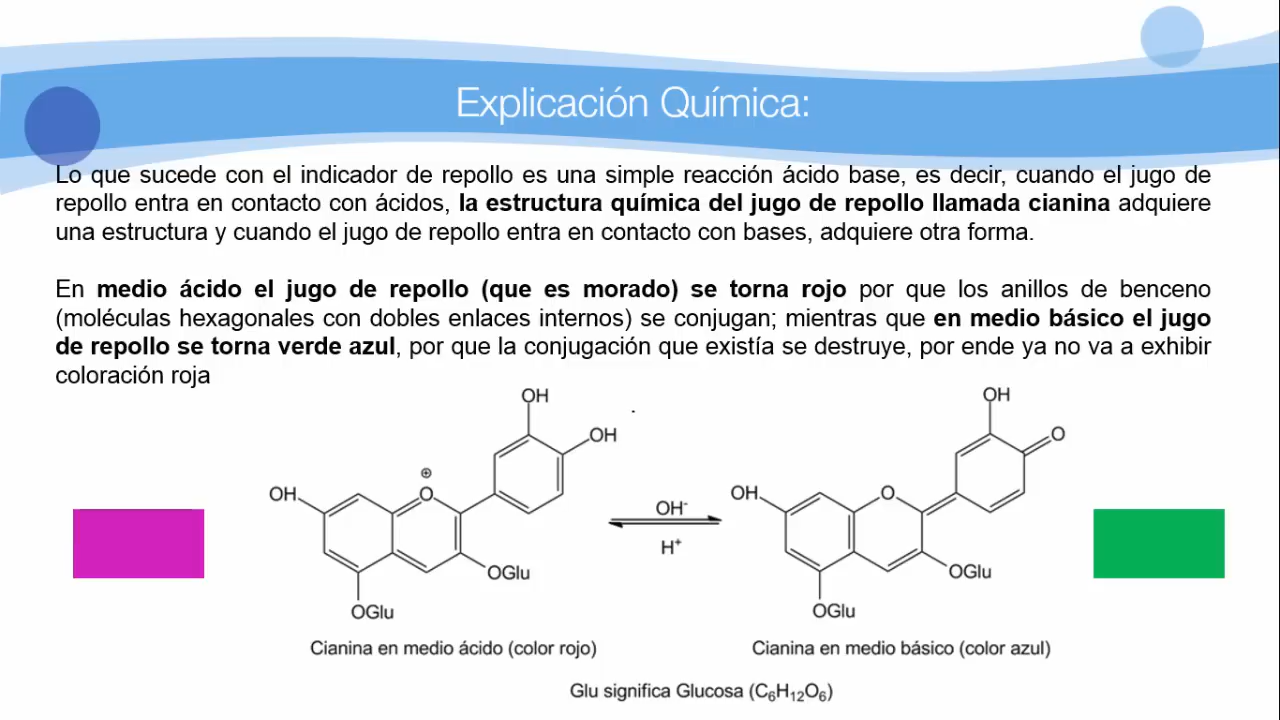 Explicación Química:
Lo que sucede con el indicador de repollo es una simple reacción ácido base, es decir, cuando el jugo de
repollo entra en contacto con ácidos, la estructura química del jugo de repollo llamada cianina adquiere
una estructura y cuando el jugo de repollo entra en contacto con bases, adquiere otra forma.
En medio ácido el jugo de repollo (que es morado) se torna rojo por que los anillos de benceno
(moléculas hexagonales con dobles enlaces internos) se conjugan; mientras que en medio básico el jugo
de repollo se torna verde azul, por que la conjugación que existía se destruye, por ende ya no va a exhibir
coloración roja
OH
OH
⊕
O
OH
OGlu
OGlu
OH⁻
H⁺
OH
O
O
OH
OGlu
OGlu
Cianina en medio ácido (color rojo)
Cianina en medio básico (color azul)
Glu significa Glucosa (C₆H₁₂O₆)